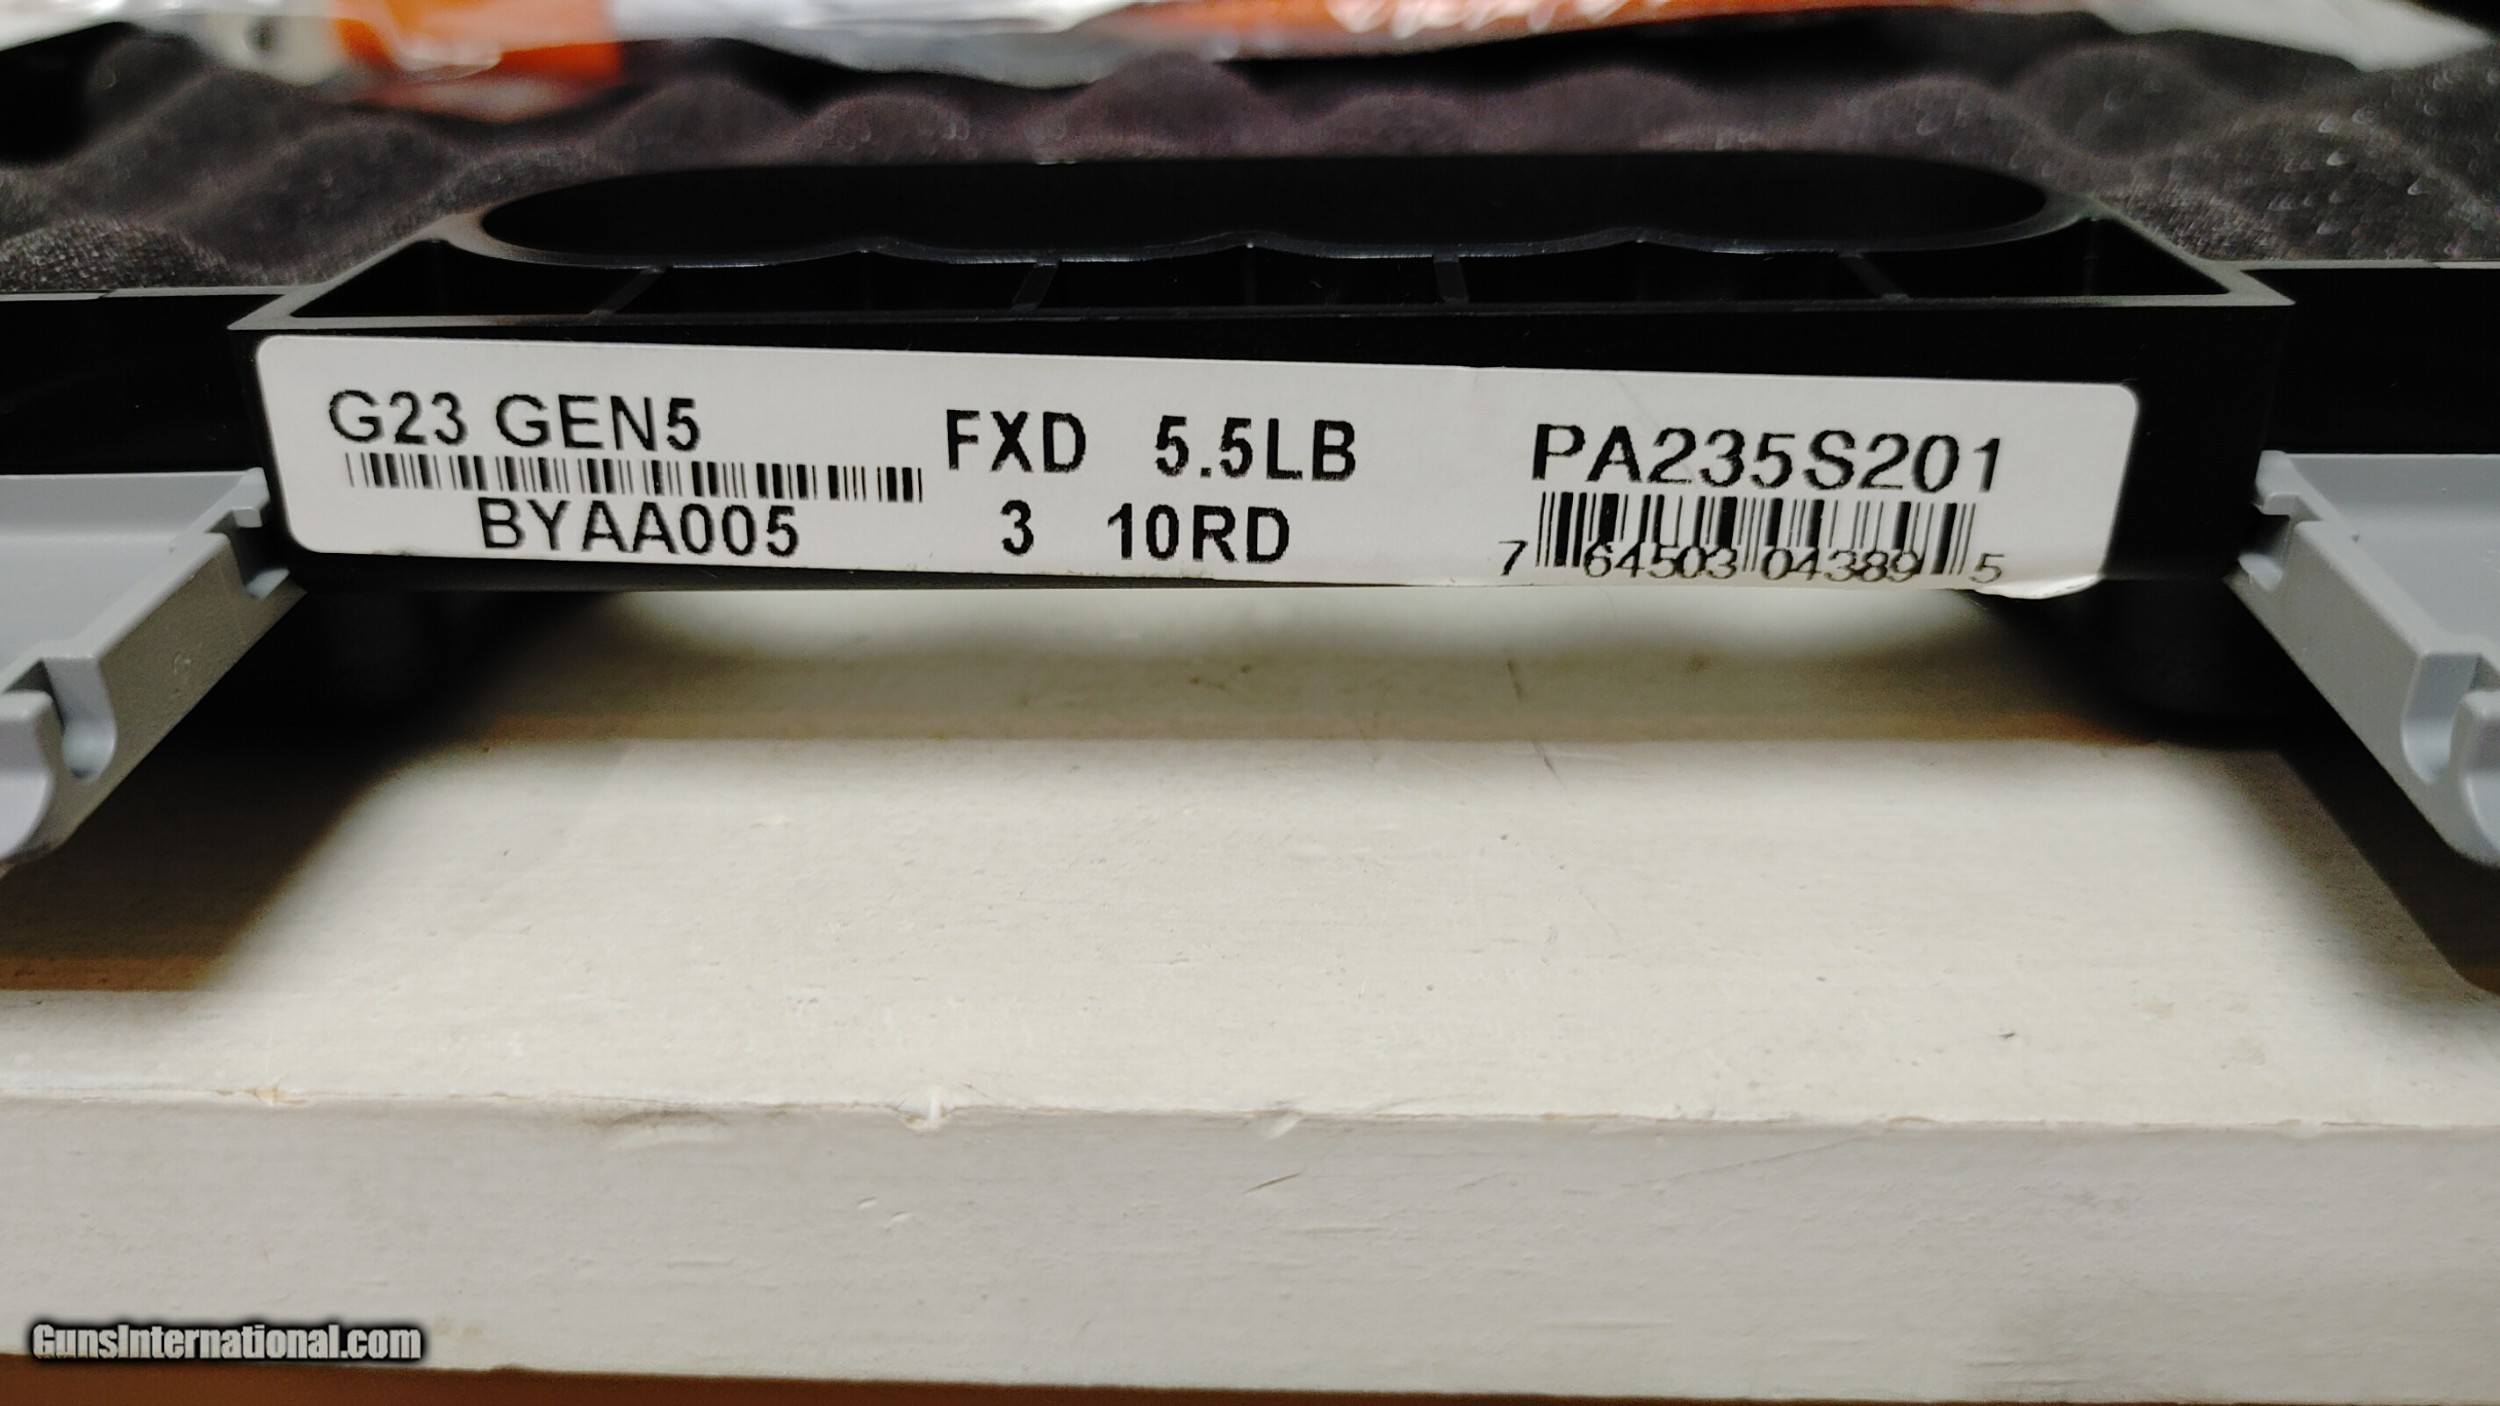 G23 GEN5
BYAA005
FXD 5.5LB
3 10RD
PA235S201
7 64503 04389 5
GunsInternational.com